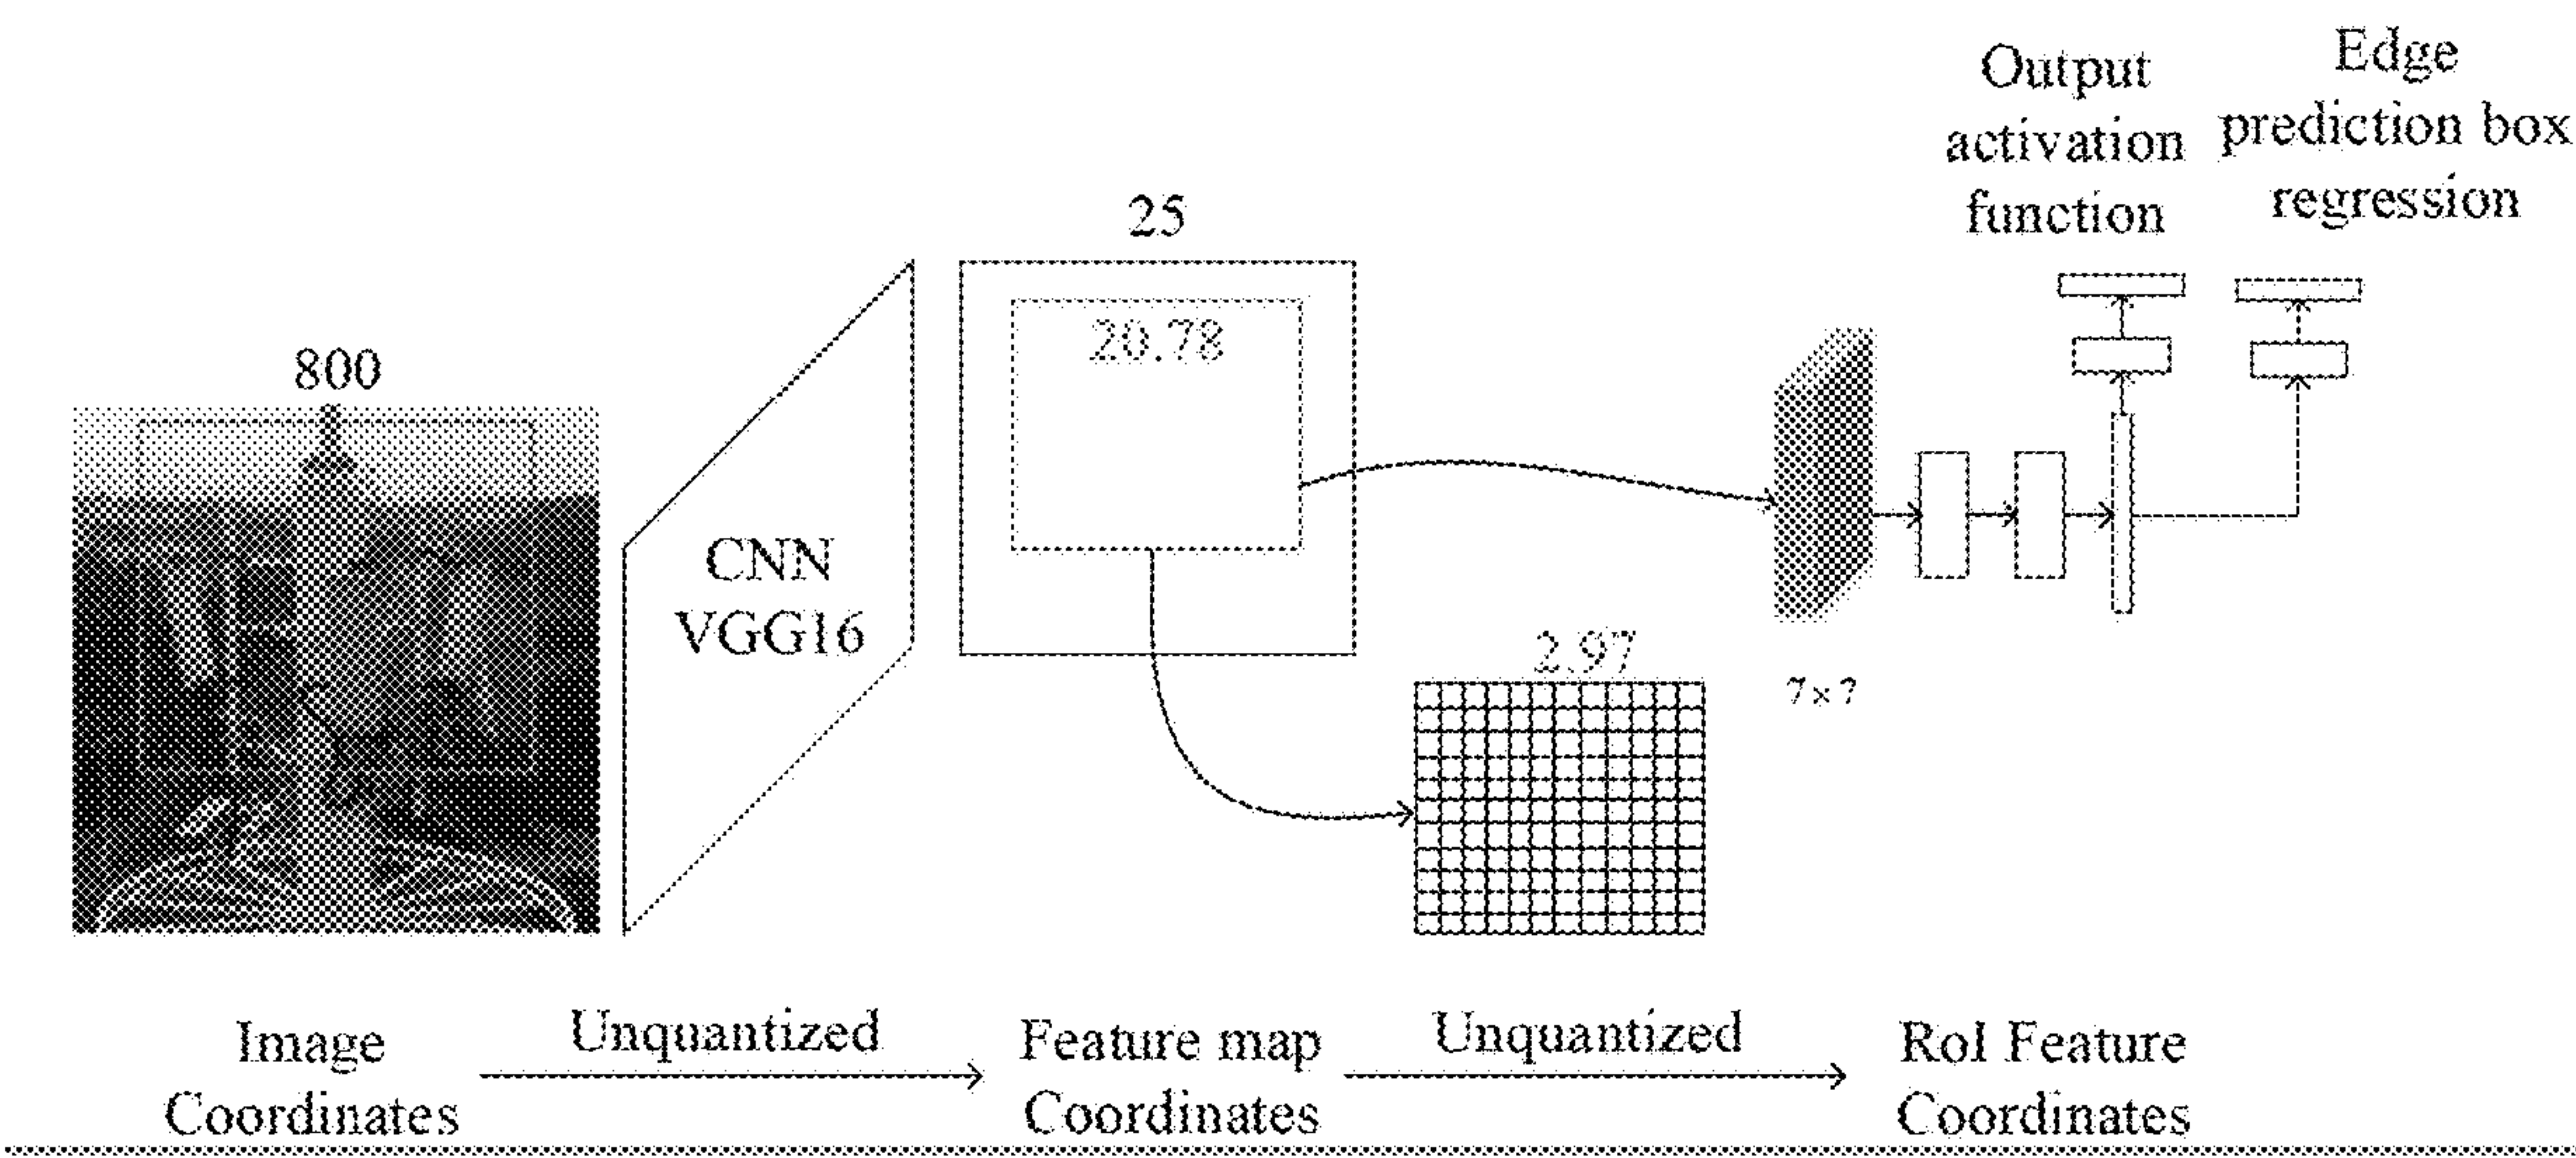 Output
activation
function
Edge
prediction box
regression
25
20.78
800
CNN
VGG16
2.97
7×7
Image
Coordinates
Unquantized
Feature map
Coordinates
Unquantized
RoI Feature
Coordinates